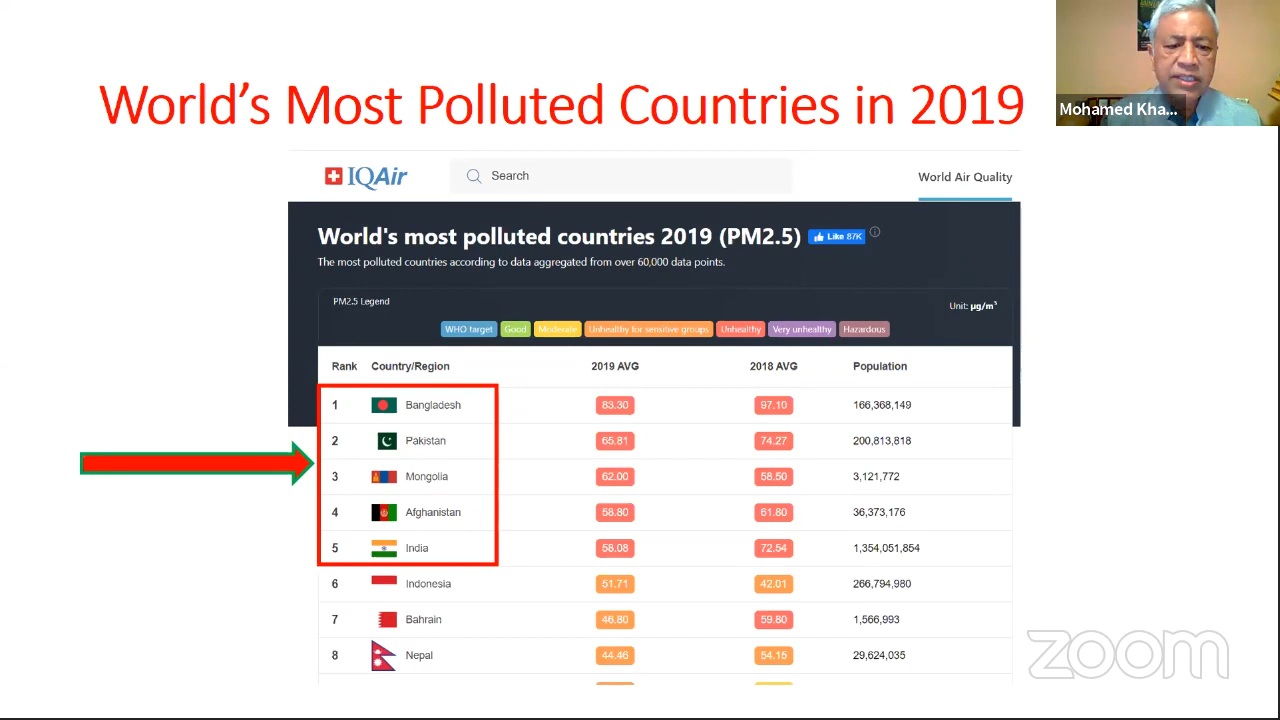 World's Most Polluted Countries in 2019
Mohamed Kha...
IQAir
Search
World Air Quality
World's most polluted countries 2019 (PM2.5)
Like 87K
The most polluted countries according to data aggregated from over 60,000 data points.
PM2.5 Legend
Unit: µg/m³
WHO target Good Moderate Unhealthy for sensitive groups Unhealthy Very unhealthy Hazardous
Rank Country/Region 2019 AVG 2018 AVG Population
1 Bangladesh 83.30 97.10 166,368,149
2 Pakistan 65.81 74.27 200,813,818
3 Mongolia 62.00 58.50 3,121,772
4 Afghanistan 58.80 61.80 36,373,176
5 India 58.08 72.54 1,354,051,854
6 Indonesia 51.71 42.01 266,794,980
7 Bahrain 46.80 59.80 1,566,993
8 Nepal 44.46 54.15 29,624,035
zoom